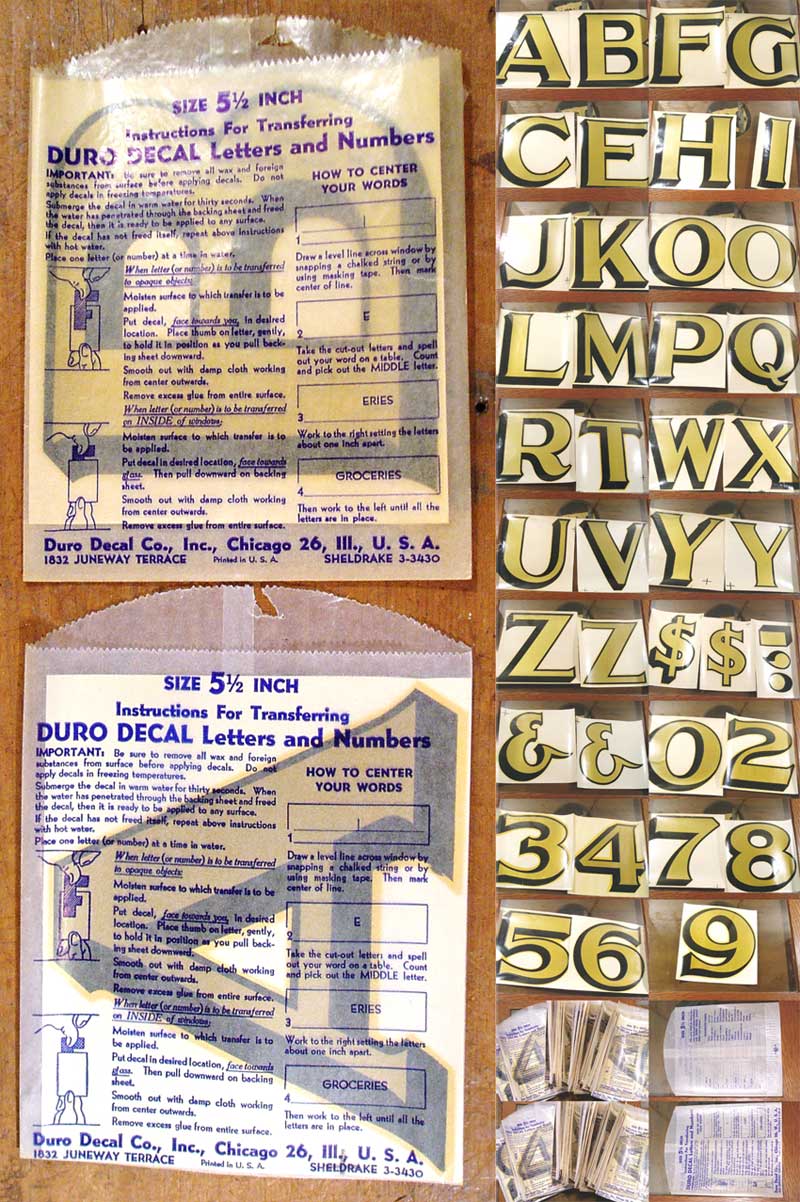 SIZE 5½ INCH
Instructions For Transferring
DURO DECAL Letters and Numbers
IMPORTANT: Be sure to remove all wax and foreign
substances from surface before applying decals. Do not
apply decals in freezing temperatures.
Submerge the decal in warm water for thirty seconds. When
the water has penetrated through the backing sheet and freed
the decal, then it is ready to be applied to any surface.
If the decal has not freed itself, repeat above instructions
with hot water.
Place one letter (or number) at a time in water.
When letter (or number) is to be transferred
to opaque objects:
Moisten surface to which transfer is to be
applied.
Put decal, face towards you, in desired
location. Place thumb on letter, gently,
to hold it in position as you pull back-
ing sheet downward.
Smooth out with damp cloth working
from center outwards.
Remove excess glue from entire surface.
When letter (or number) is to be transferred
on INSIDE of windows:
Moisten surface to which transfer is to
be applied.
Put decal in desired location, face towards
glass. Then pull downward on backing
sheet.
Smooth out with damp cloth working
from center outwards.
Remove excess glue from entire surface.
HOW TO CENTER
YOUR WORDS
1
Draw a level line across window by
snapping a chalked string or by
using masking tape. Then mark
center of line.
E
2
Take the cut-out letters and spell
out your word on a table. Count
and pick out the MIDDLE letter.
ERIES
3
Work to the right setting the letters
about one inch apart.
GROCERIES
4
Then work to the left until all the
letters are in place.
Duro Decal Co., Inc., Chicago 26, Ill., U. S. A.
1832 JUNEWAY TERRACE Printed in U. S. A. SHELDRAKE 3-3430
SIZE 5½ INCH
Instructions For Transferring
DURO DECAL Letters and Numbers
IMPORTANT: Be sure to remove all wax and foreign
substances from surface before applying decals. Do not
apply decals in freezing temperatures.
Submerge the decal in warm water for thirty seconds. When
the water has penetrated through the backing sheet and freed
the decal, then it is ready to be applied to any surface.
If the decal has not freed itself, repeat above instructions
with hot water.
Place one letter (or number) at a time in water.
When letter (or number) is to be transferred
to opaque objects:
Moisten surface to which transfer is to be
applied.
Put decal, face towards you, in desired
location. Place thumb on letter, gently,
to hold it in position as you pull back-
ing sheet downward.
Smooth out with damp cloth working
from center outwards.
Remove excess glue from entire surface.
When letter (or number) is to be transferred
on INSIDE of windows:
Moisten surface to which transfer is to
be applied.
Put decal in desired location, face towards
glass. Then pull downward on backing
sheet.
Smooth out with damp cloth working
from center outwards.
Remove excess glue from entire surface.
HOW TO CENTER
YOUR WORDS
1
Draw a level line across window by
snapping a chalked string or by
using masking tape. Then mark
center of line.
E
2
Take the cut-out letters and spell
out your word on a table. Count
and pick out the MIDDLE letter.
ERIES
3
Work to the right setting the letters
about one inch apart.
GROCERIES
4
Then work to the left until all the
letters are in place.
Duro Decal Co., Inc., Chicago 26, Ill., U. S. A.
1832 JUNEWAY TERRACE Printed in U. S. A. SHELDRAKE 3-3430
A B F G
C E H I
J K O O
L M P Q
R T W X
U V Y Y
Z Z $ $
& & 0 2
3 4 7 8
5 6 9
SIZE 5½ INCH
DURO DECAL Letters and Numbers